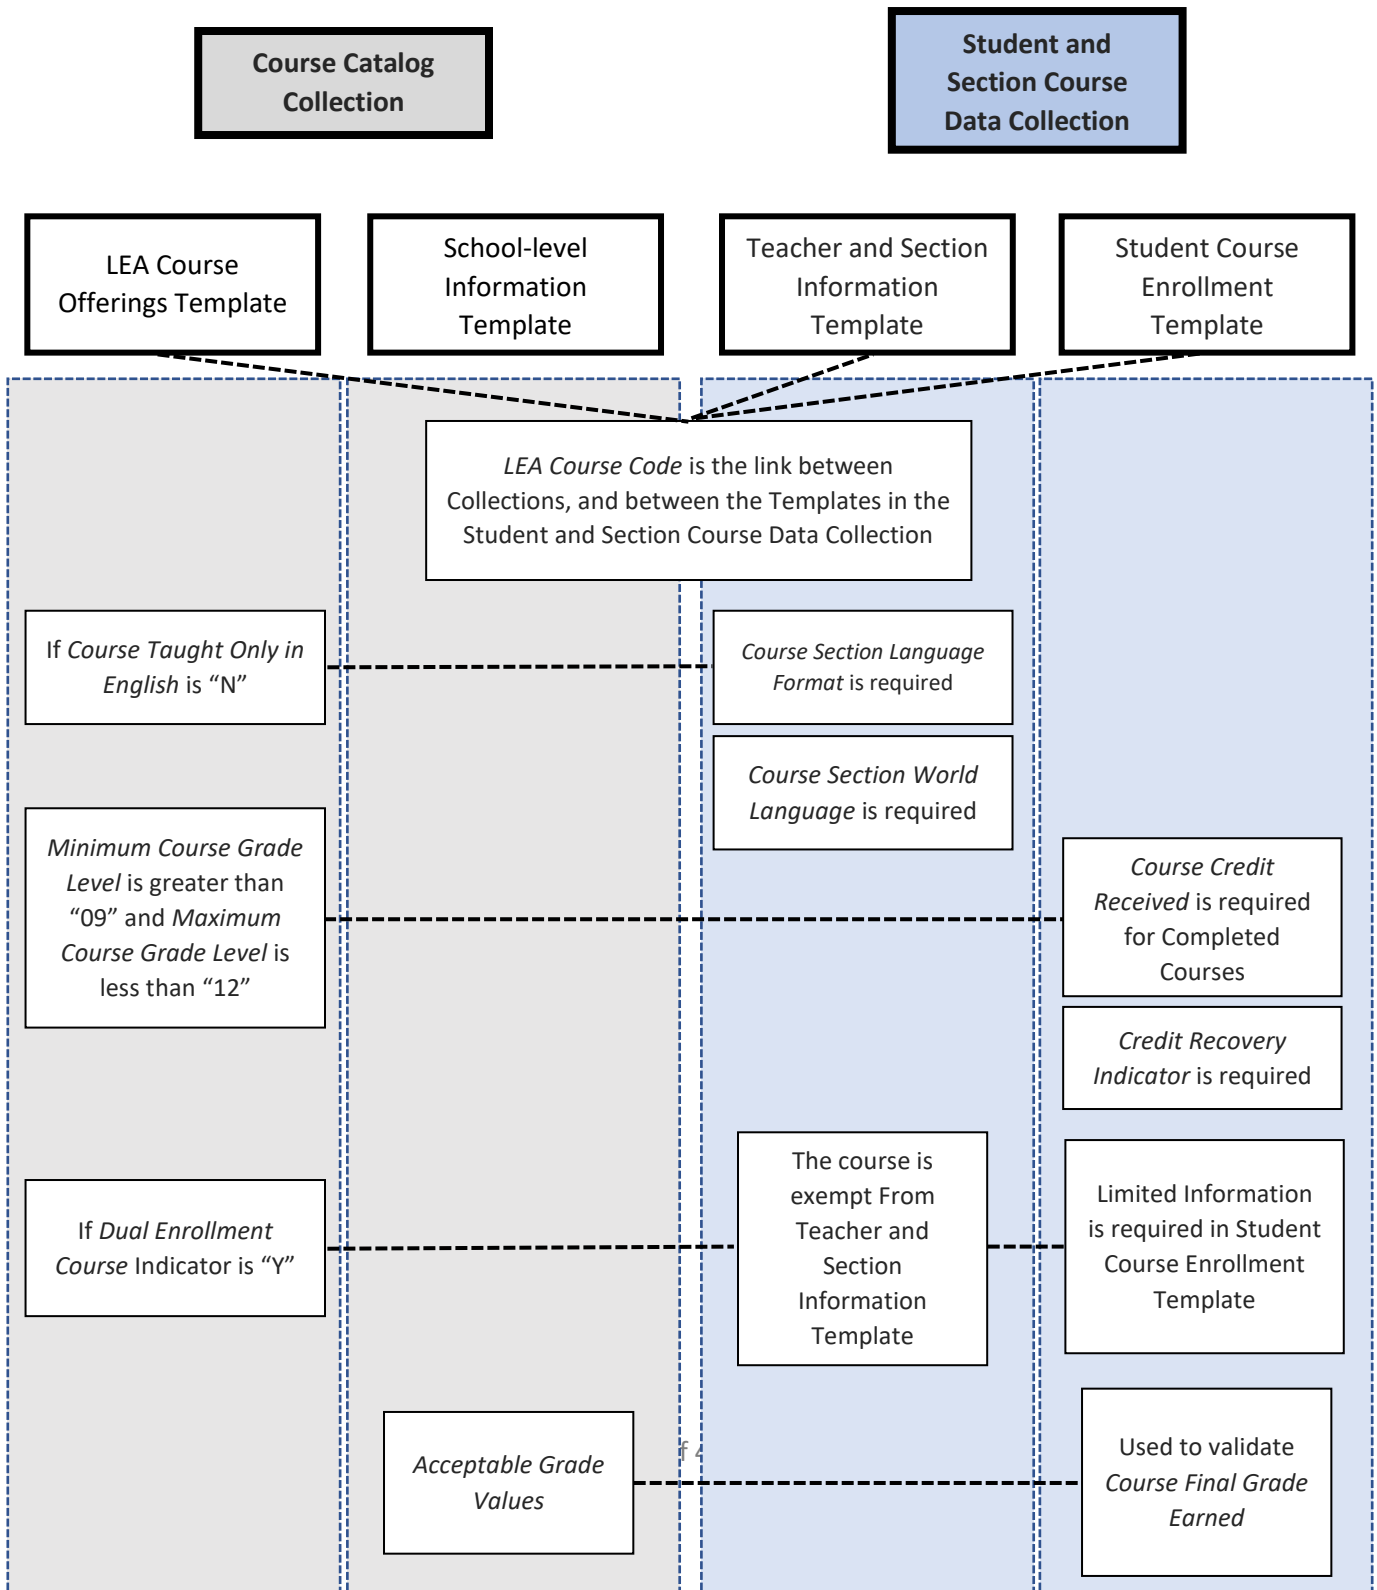 Course Catalog
Collection
Student and
Section Course
Data Collection
LEA Course
Offerings Template
School-level
Information
Template
Teacher and Section
Information
Template
Student Course
Enrollment
Template
LEA Course Code is the link between
Collections, and between the Templates in the
Student and Section Course Data Collection
If Course Taught Only in
English is “N”
Course Section Language
Format is required
Course Section World
Language is required
Minimum Course Grade
Level is greater than
“09” and Maximum
Course Grade Level is
less than “12”
Course Credit
Received is required
for Completed
Courses
Credit Recovery
Indicator is required
If Dual Enrollment
Course Indicator is “Y”
The course is
exempt From
Teacher and
Section
Information
Template
Limited Information
is required in Student
Course Enrollment
Template
Acceptable Grade
Values
Used to validate
Course Final Grade
Earned